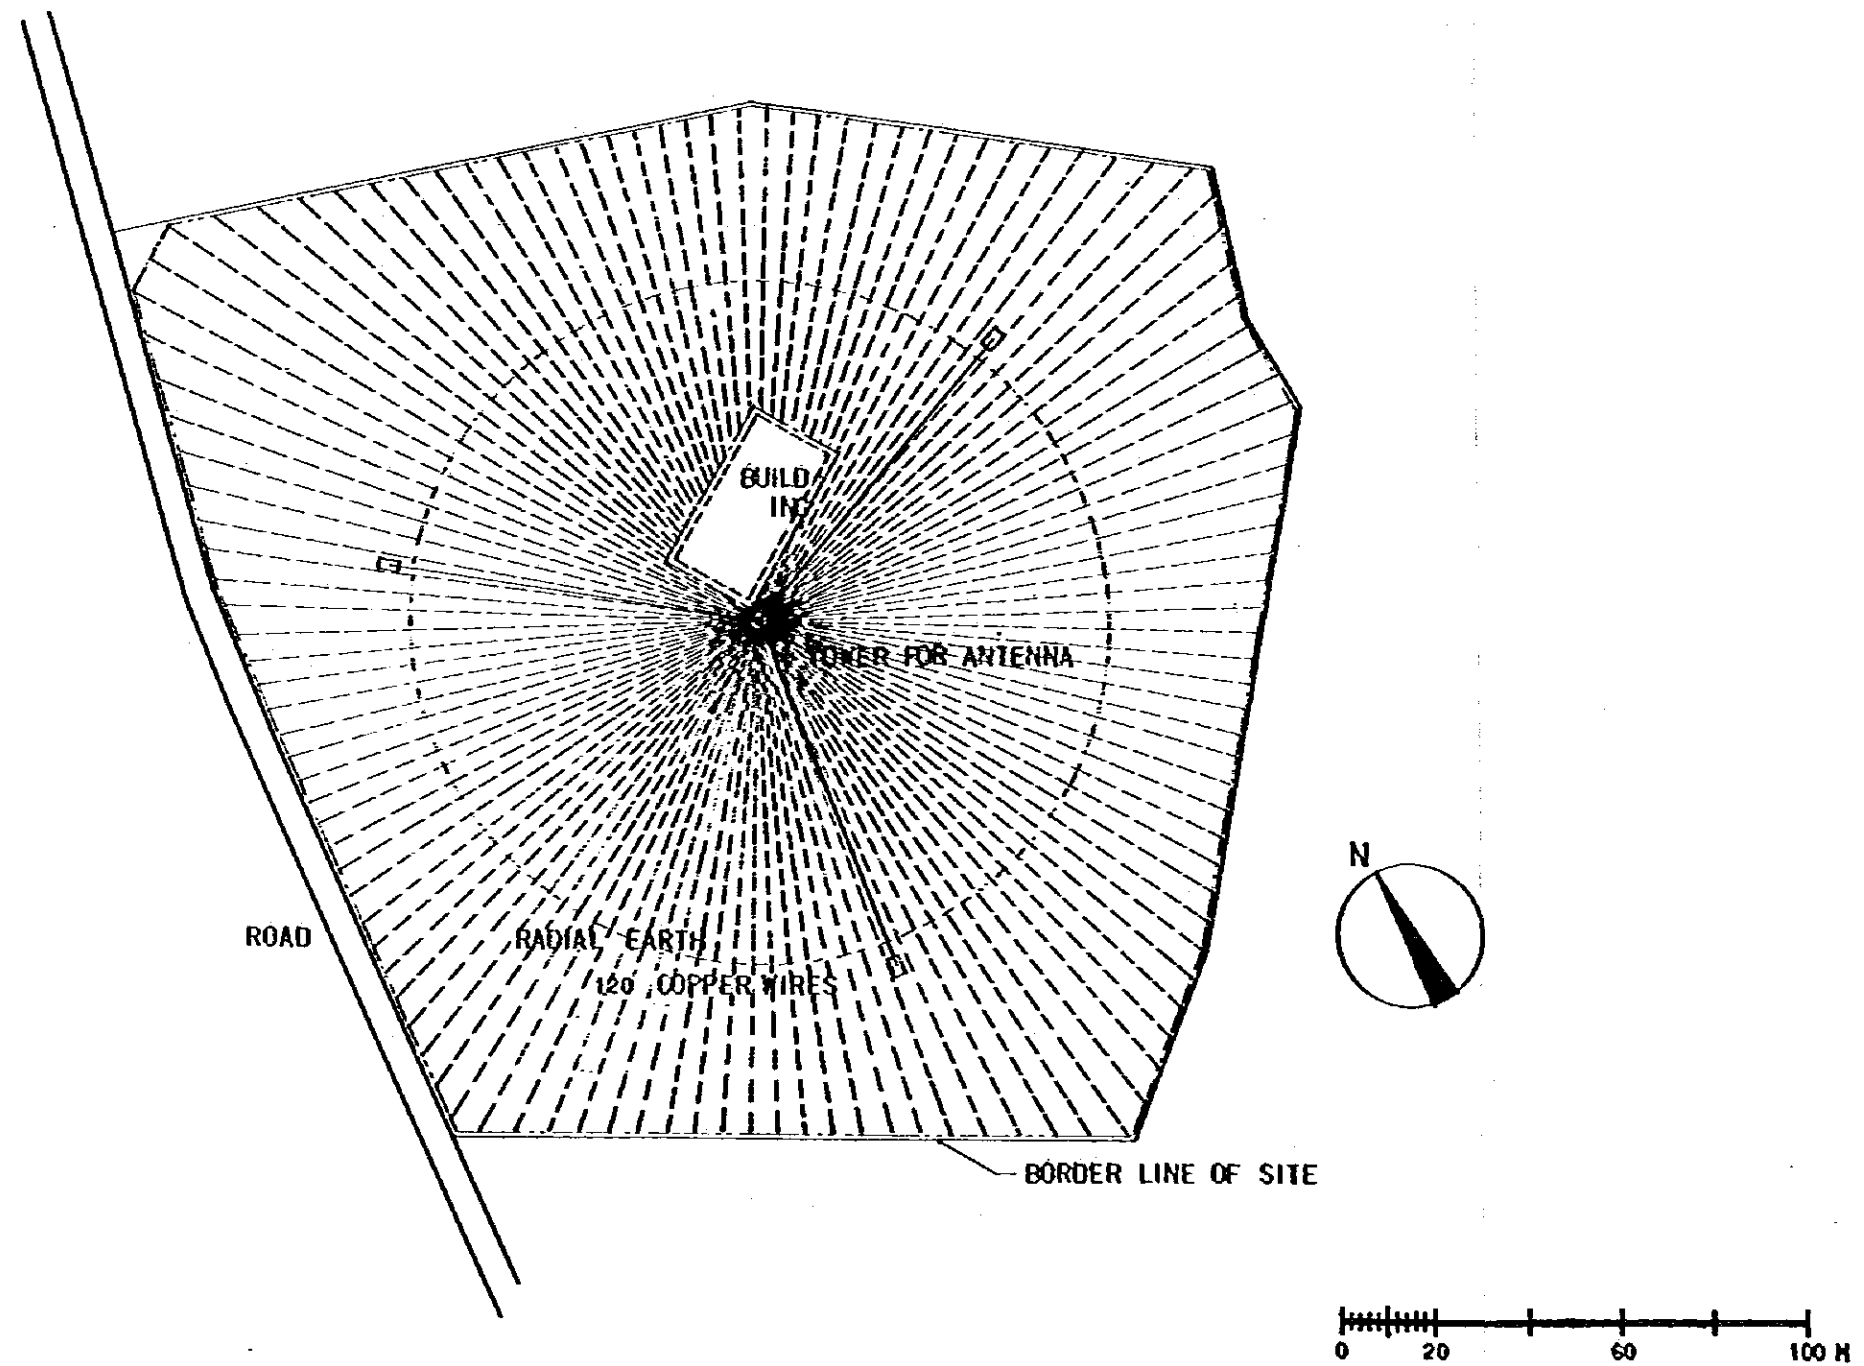 BUILD
ING
TOWER FOR ANTENNA
N
ROAD
RADIAL EARTH
120 COPPER WIRES
BORDER LINE OF SITE
0 20 60 100 M